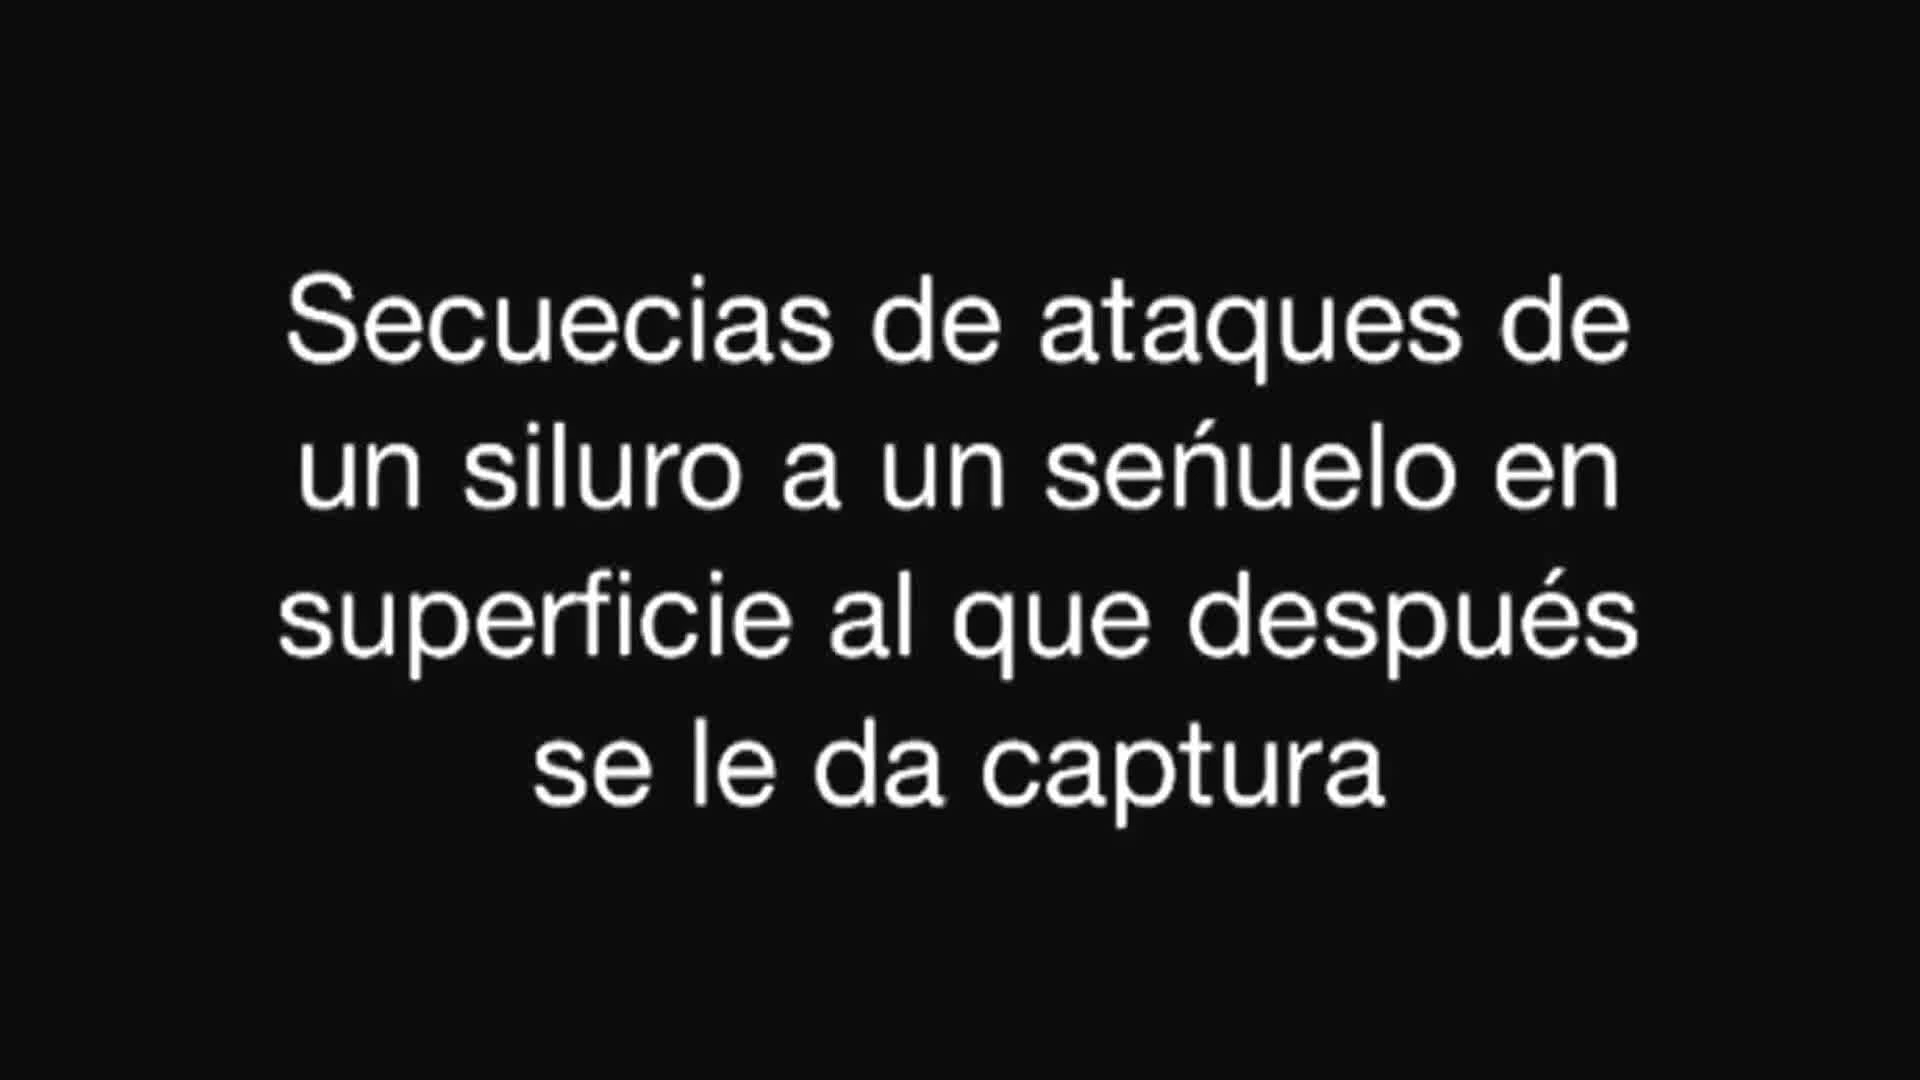 Secuecias de ataques de
un siluro a un seńuelo en
superficie al que después
se le da captura